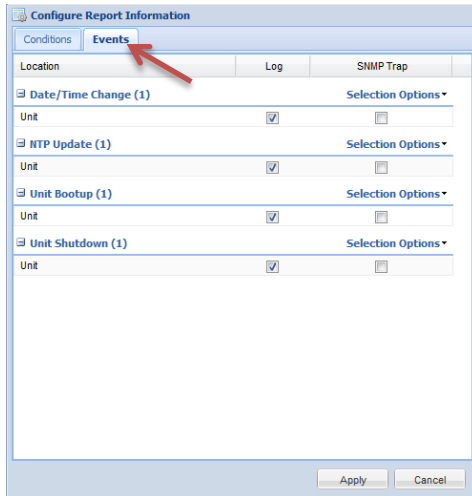 Configure Report Information
Conditions Events
Location Log SNMP Trap
Date/Time Change (1) Selection Options
Unit
NTP Update (1) Selection Options
Unit
Unit Bootup (1) Selection Options
Unit
Unit Shutdown (1) Selection Options
Unit
Apply Cancel